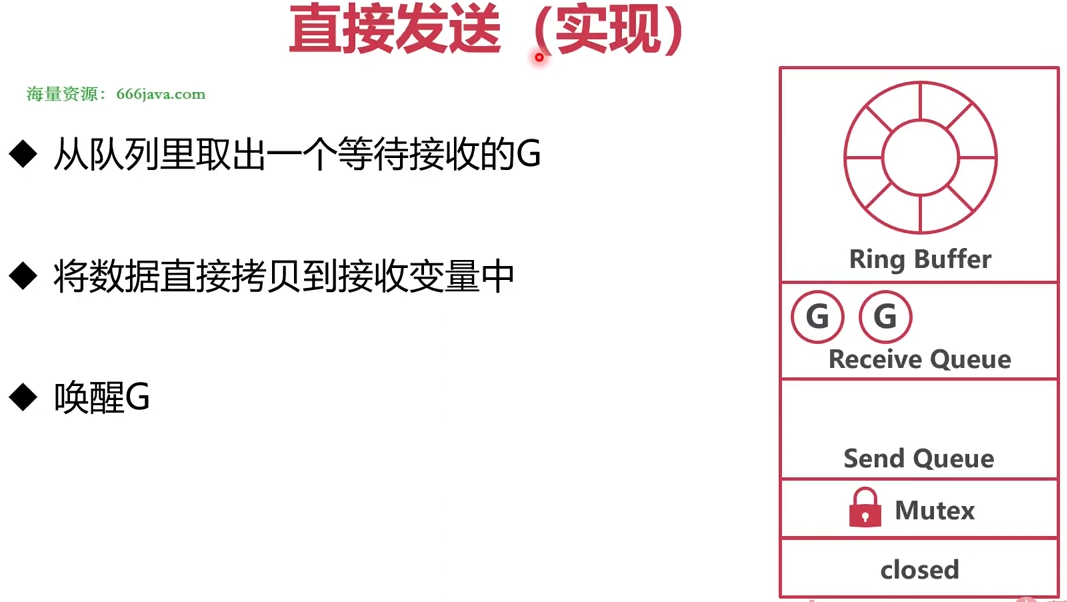 直接发送（实现）
海量资源：666java.com
◆ 从队列里取出一个等待接收的G
◆ 将数据直接拷贝到接收变量中
◆ 唤醒G
Ring Buffer
G G
Receive Queue
Send Queue
Mutex
closed